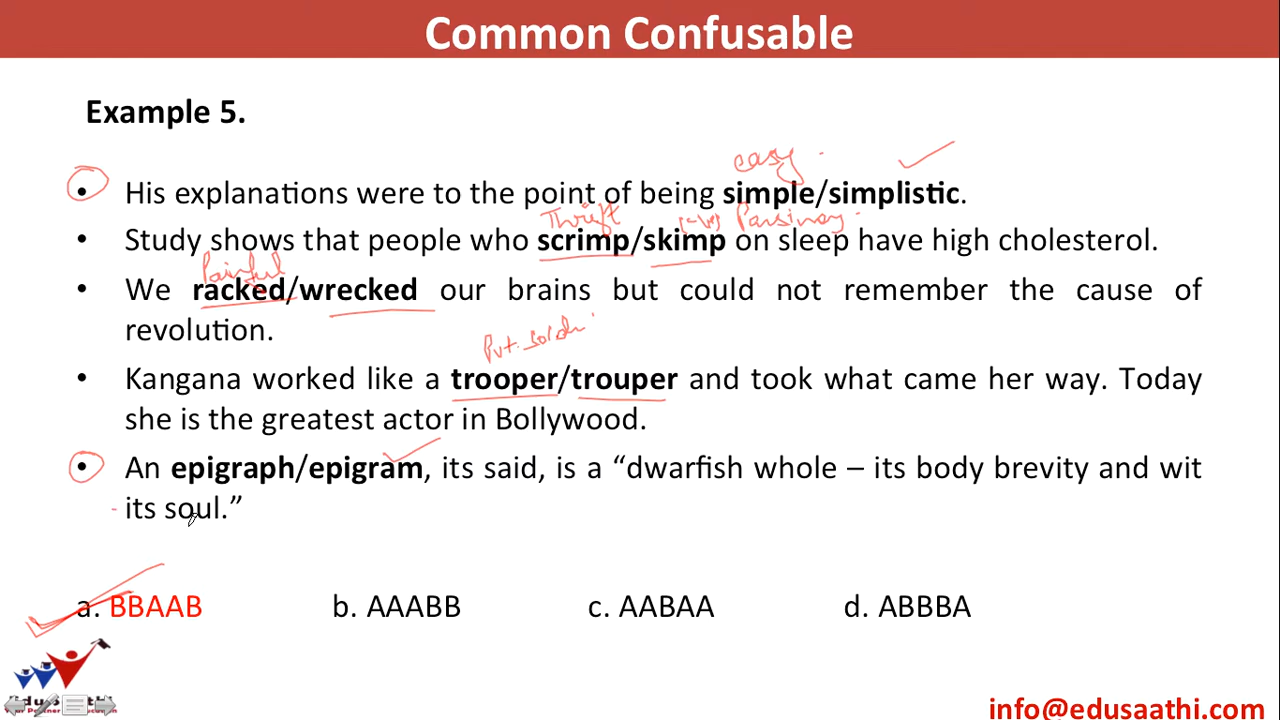 Common Confusable
Example 5.
easy
• His explanations were to the point of being simple/simplistic.
Thrift (-ve) Parsimony
• Study shows that people who scrimp/skimp on sleep have high cholesterol.
Painful
• We racked/wrecked our brains but could not remember the cause of
revolution.
Pvt. soldr
• Kangana worked like a trooper/trouper and took what came her way. Today
she is the greatest actor in Bollywood.
• An epigraph/epigram, its said, is a “dwarfish whole – its body brevity and wit
its soul.”
a. BBAAB b. AAABB c. AABAA d. ABBBA
info@edusaathi.com